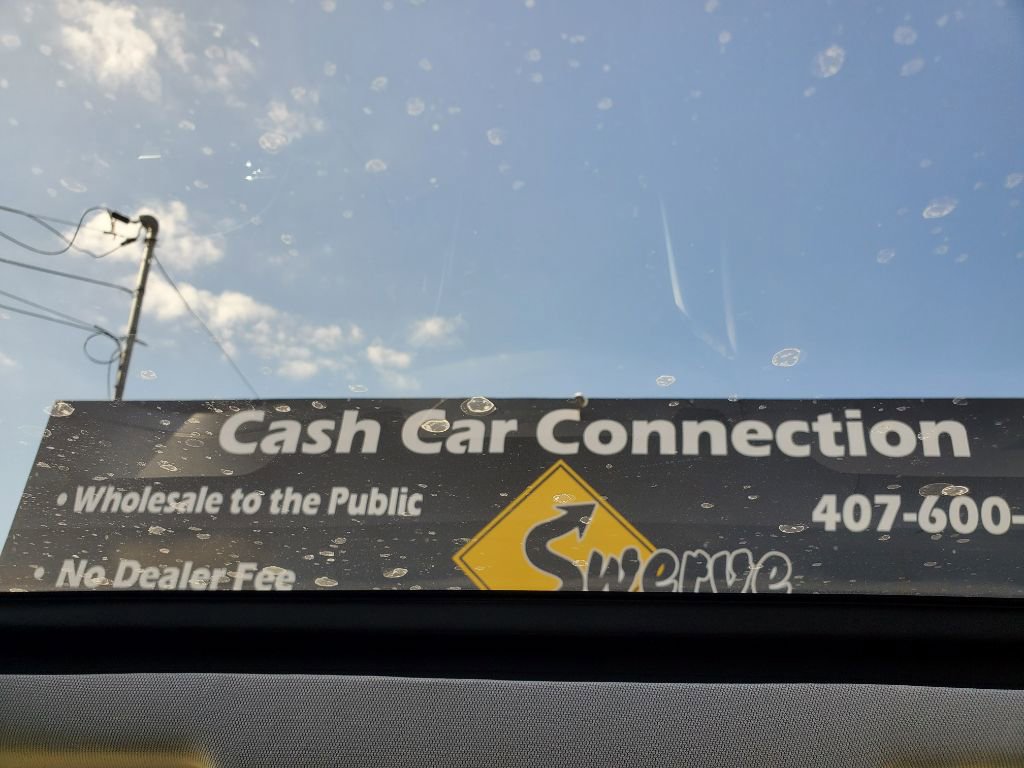 Cash Car Connection
• Wholesale to the Public
407-600-
• No Dealer Fee
Swerve